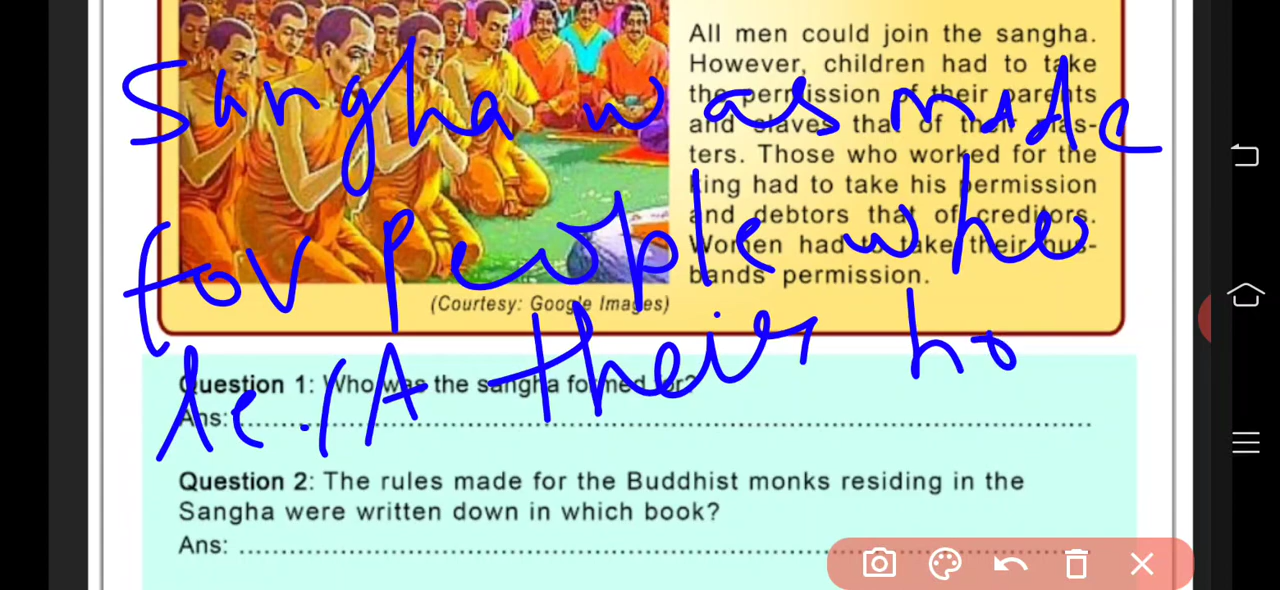 All men could join the sangha.
However, children had to take
the permission of their parents
and slaves that of their mas-
ters. Those who worked for the
king had to take his permission
and debtors that of creditors.
Women had to take their hus-
bands permission.
(Courtesy: Google Images)
Sangha was made
for people who
left their ho
Question 1: Who was the sangha formed for?
Ans: ........................................
Question 2: The rules made for the Buddhist monks residing in the
Sangha were written down in which book?
Ans: ........................................